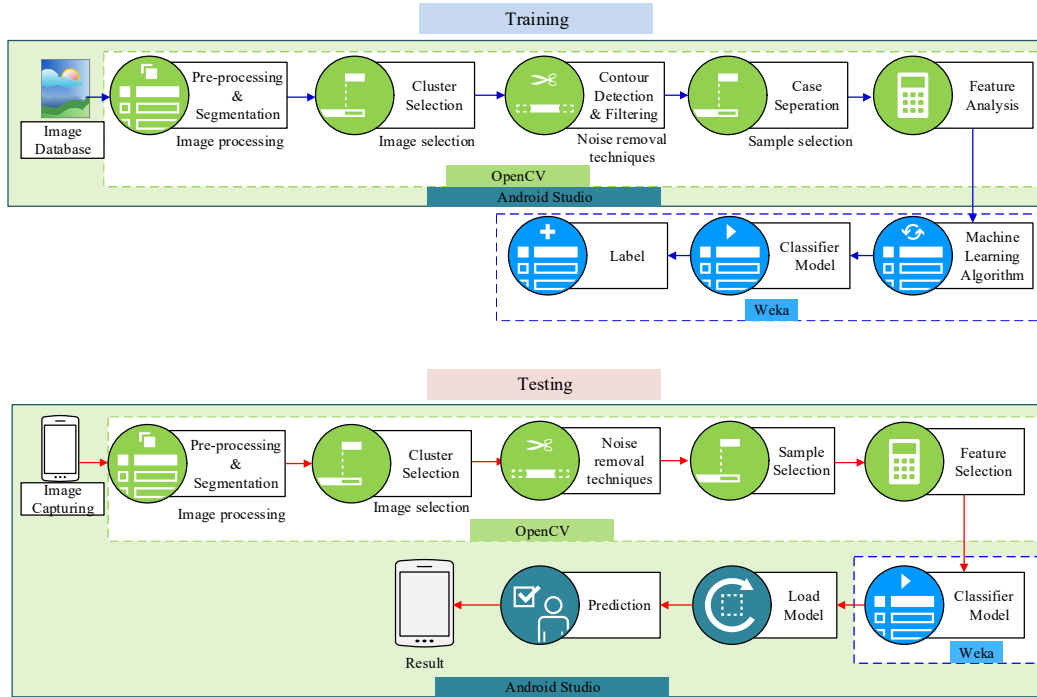 Training
Image
Database
Pre-processing
&
Segmentation
Image processing
Cluster
Selection
Image selection
Contour
Detection
& Filtering
Noise removal
techniques
Case
Seperation
Sample selection
Feature
Analysis
OpenCV
Android Studio
Label
Classifier
Model
Machine
Learning
Algorithm
Weka
Testing
Image
Capturing
Pre-processing
&
Segmentation
Image processing
Cluster
Selection
Image selection
Noise
removal
techniques
Sample
Selection
Feature
Selection
OpenCV
Result
Prediction
Load
Model
Classifier
Model
Weka
Android Studio